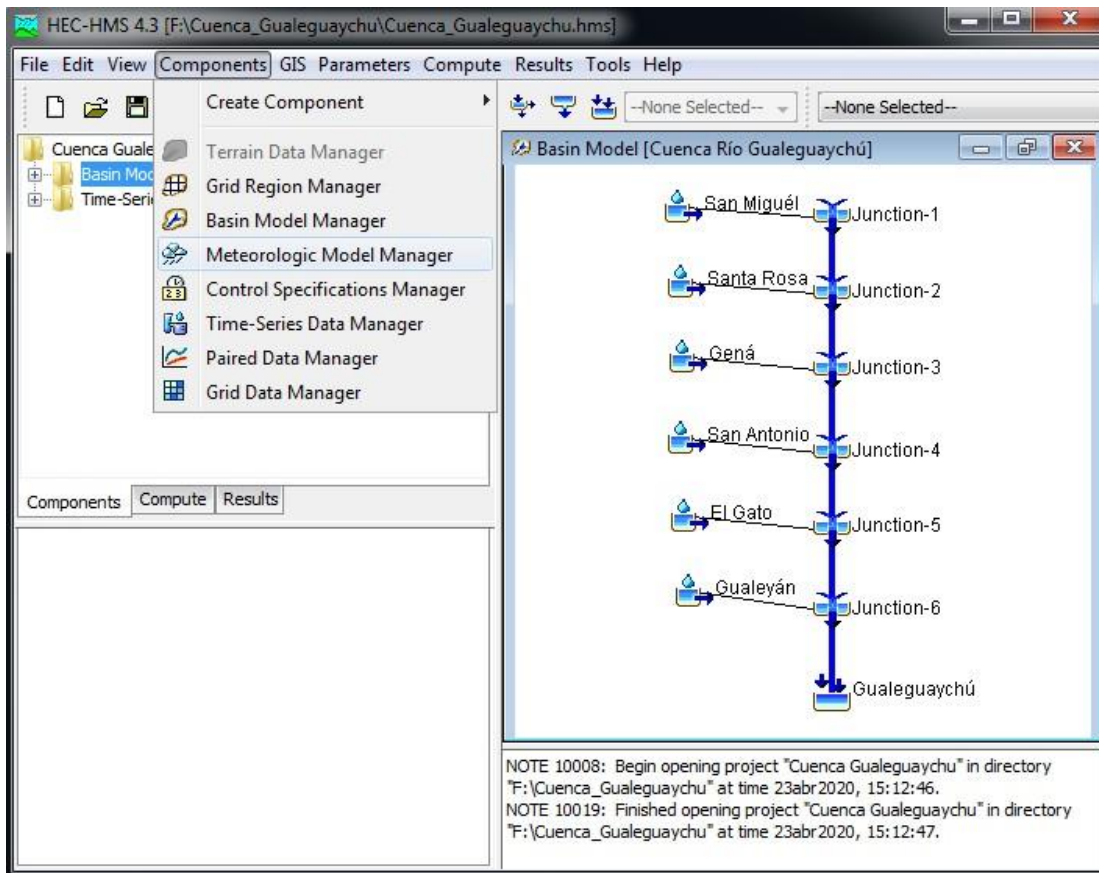 HEC-HMS 4.3 [F:\Cuenca_Gualeguaychu\Cuenca_Gualeguaychu.hms]
File Edit View Components GIS Parameters Compute Results Tools Help
--None Selected-- --None Selected--
Create Component
Terrain Data Manager
Grid Region Manager
Basin Model Manager
Meteorologic Model Manager
Control Specifications Manager
Time-Series Data Manager
Paired Data Manager
Grid Data Manager
Cuenca Guale
Basin Mod
Time-Seri
Components Compute Results
Basin Model [Cuenca Río Gualeguaychú]
San Miguél Junction-1
Santa Rosa Junction-2
Gená Junction-3
San Antonio Junction-4
El Gato Junction-5
Gualeyán Junction-6
Gualeguaychú
NOTE 10008: Begin opening project "Cuenca Gualeguaychu" in directory
"F:\Cuenca_Gualeguaychu" at time 23abr2020, 15:12:46.
NOTE 10019: Finished opening project "Cuenca Gualeguaychu" in directory
"F:\Cuenca_Gualeguaychu" at time 23abr2020, 15:12:47.